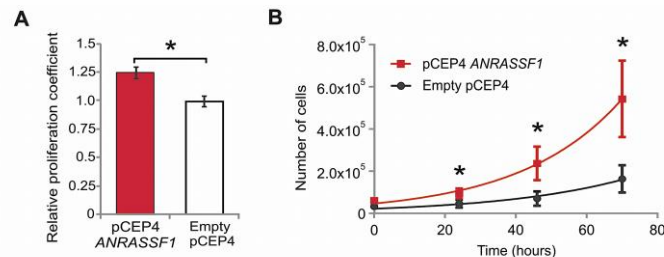 A
Relative proliferation coefficient
1.5
1.25
1.0
0.75
0.5
0.25
0
*
pCEP4
ANRASSF1
Empty
pCEP4
B
Number of cells
8.0x10⁵
6.0x10⁵
4.0x10⁵
2.0x10⁵
0
pCEP4 ANRASSF1
Empty pCEP4
*
*
*
0
20
40
60
80
Time (hours)